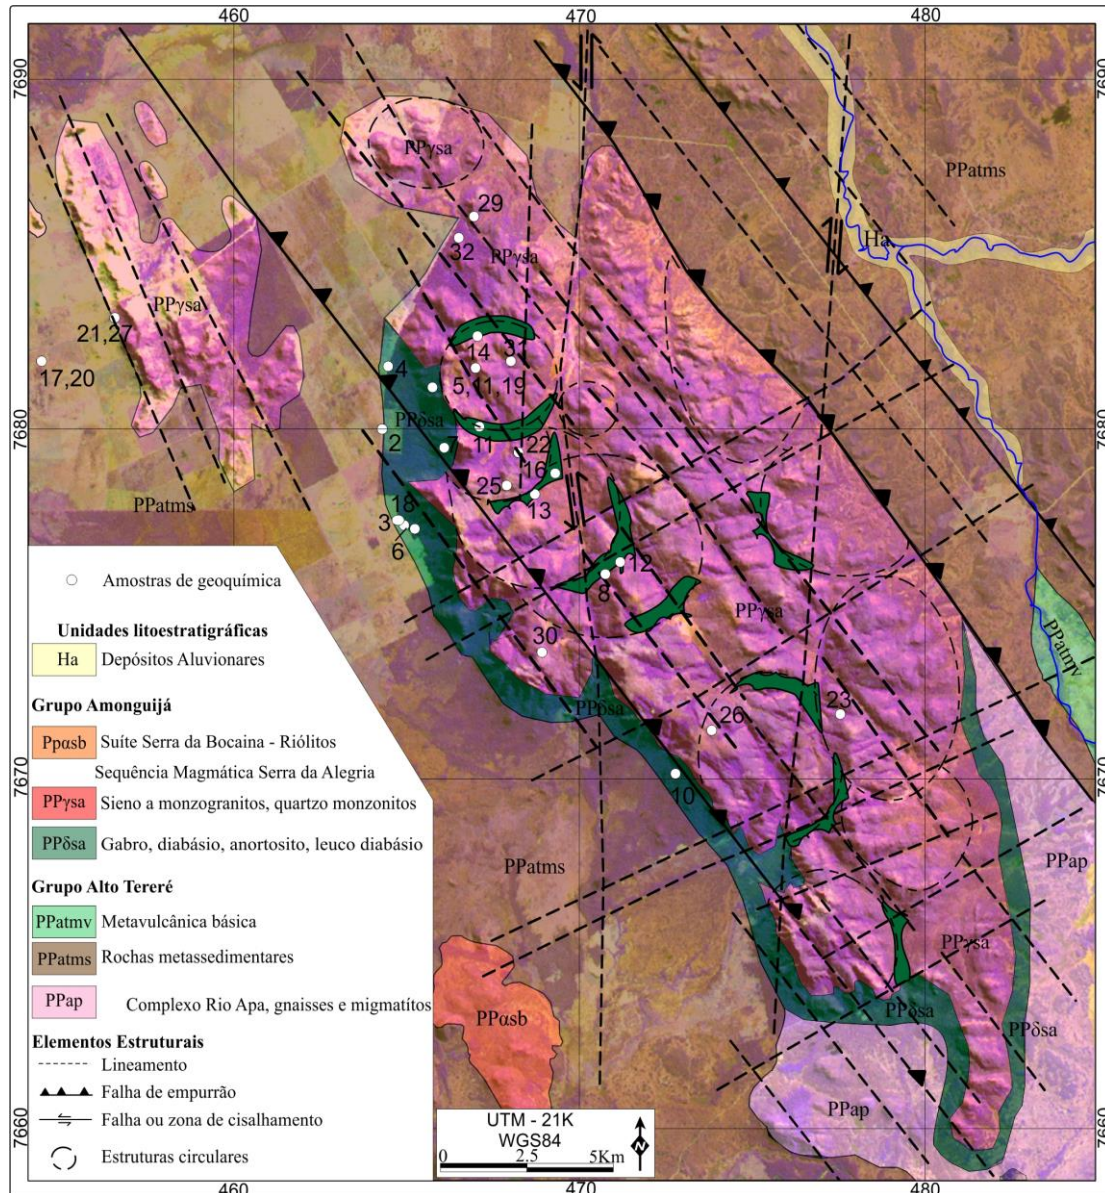 460
470
480
7690
7690
PPγsa
PPatms
29
Ha
32
PPγsa
PPγsa
21,27
14
31
17,20
4
5,11,19
PPδsa
7680
7680
2
7
11
22
16
PPatms
25
18
13
3
6
12
8
Amostras de geoquímica
PPγsa
Unidades litoestratigráficas
30
PPatmv
Ha
Depósitos Aluvionares
PPδsa
23
Grupo Amonguijá
26
Ppαsb
Suíte Serra da Bocaina - Riólitos
Sequência Magmática Serra da Alegria
7670
10
PPγsa
Sieno a monzogranitos, quartzo monzonitos
PPδsa
Gabro, diabásio, anortosito, leuco diabásio
PPatms
PPap
Grupo Alto Tereré
PPatmv
Metavulcânica básica
PPγsa
PPatms
Rochas metassedimentares
PPap
Complexo Rio Apa, gnaisses e migmatítos
PPαsb
PPδsa
PPδsa
Elementos Estruturais
Lineamento
Falha de empurrão
PPap
Falha ou zona de cisalhamento
UTM - 21K
WGS84
N
0 2.5 5Km
7660
7660
Estruturas circulares
460
470
480
7670